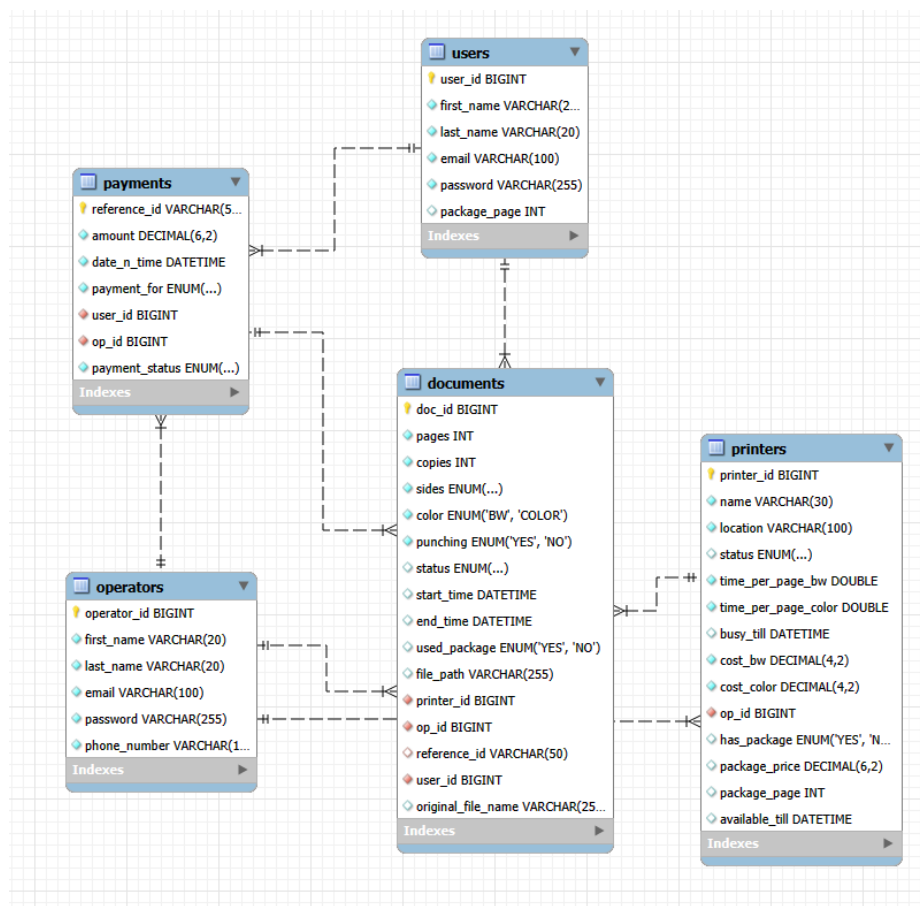 users
user_id BIGINT
first_name VARCHAR(2...
last_name VARCHAR(20)
email VARCHAR(100)
password VARCHAR(255)
package_page INT
Indexes
payments
reference_id VARCHAR(5...
amount DECIMAL(6,2)
date_n_time DATETIME
payment_for ENUM(...)
user_id BIGINT
op_id BIGINT
payment_status ENUM(...)
Indexes
documents
doc_id BIGINT
pages INT
copies INT
sides ENUM(...)
color ENUM('BW', 'COLOR')
punching ENUM('YES', 'NO')
status ENUM(...)
start_time DATETIME
end_time DATETIME
used_package ENUM('YES', 'NO')
file_path VARCHAR(255)
printer_id BIGINT
op_id BIGINT
reference_id VARCHAR(50)
user_id BIGINT
original_file_name VARCHAR(25...
Indexes
printers
printer_id BIGINT
name VARCHAR(30)
location VARCHAR(100)
status ENUM(...)
time_per_page_bw DOUBLE
time_per_page_color DOUBLE
busy_till DATETIME
cost_bw DECIMAL(4,2)
cost_color DECIMAL(4,2)
op_id BIGINT
has_package ENUM('YES', 'N...
package_price DECIMAL(6,2)
package_page INT
available_till DATETIME
Indexes
operators
operator_id BIGINT
first_name VARCHAR(20)
last_name VARCHAR(20)
email VARCHAR(100)
password VARCHAR(255)
phone_number VARCHAR(1...
Indexes